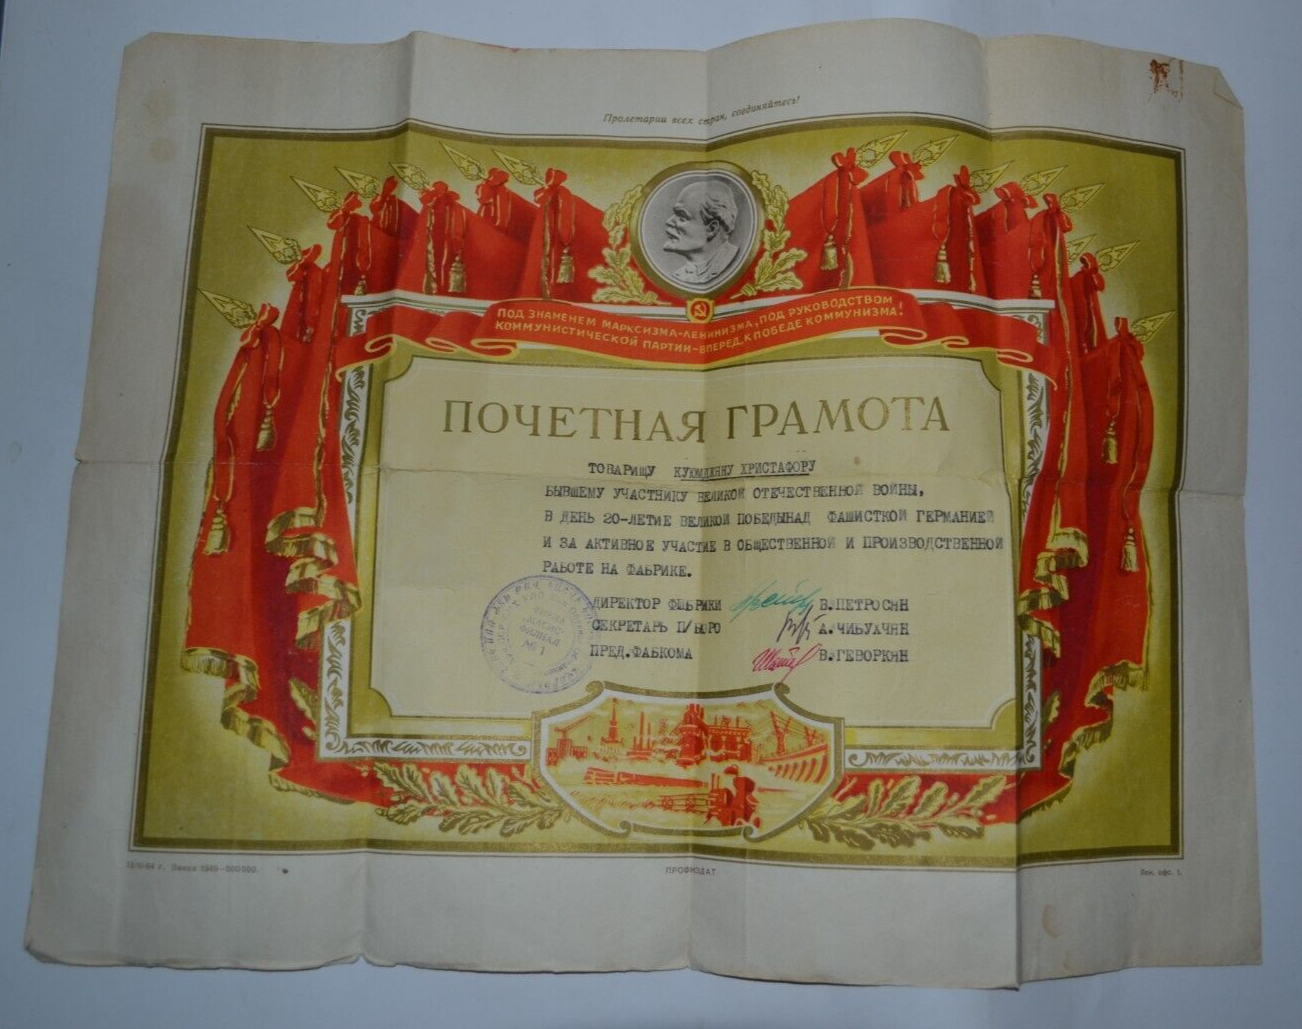 Пролетарии всех стран, соединяйтесь!
ПОД ЗНАМЕНЕМ МАРКСИЗМА-ЛЕНИНИЗМА, ПОД РУКОВОДСТВОМ
КОММУНИСТИЧЕСКОЙ ПАРТИИ-ВПЕРЕД, К ПОБЕДЕ КОММУНИЗМА!
ПОЧЕТНАЯ ГРАМОТА
ТОВАРИЩУ ХРИСТАФОРУ
БЫВШЕМУ УЧАСТНИКУ ВЕЛИКОЙ ОТЕЧЕСТВЕННОЙ ВОЙНЫ,
В ДЕНЬ 20-ЛЕТИЕ ВЕЛИКОЙ ПОБЕДЫНАД ФАШИСТКОЙ ГЕРМАНИЕЙ
И ЗА АКТИВНОЕ УЧАСТИЕ В ОБЩЕСТВЕННОЙ И ПРОИЗВОДСТВЕННОЙ
РАБОТЕ НА ФАБРИКЕ.
ДИРЕКТОР ФАБРИКИ В.ПЕТРОСЯН
СЕКРЕТАРЬ П/БЮРО А.ЧИБУХЧЯН
ПРЕД.ФАБКОМА В.ГЕВОРКЯН
ФИЛИАЛ
№1
ПРОФИЗДАТ